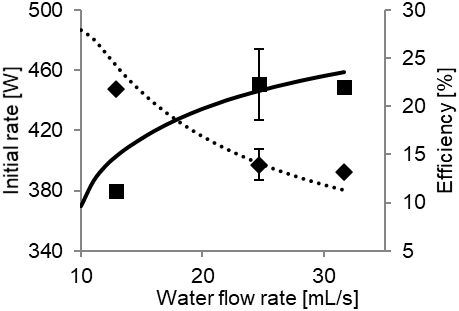 Initial rate [W]
500
460
420
380
340
30
25
20
15
10
5
Efficiency [%]
10 20 30
Water flow rate [mL/s]